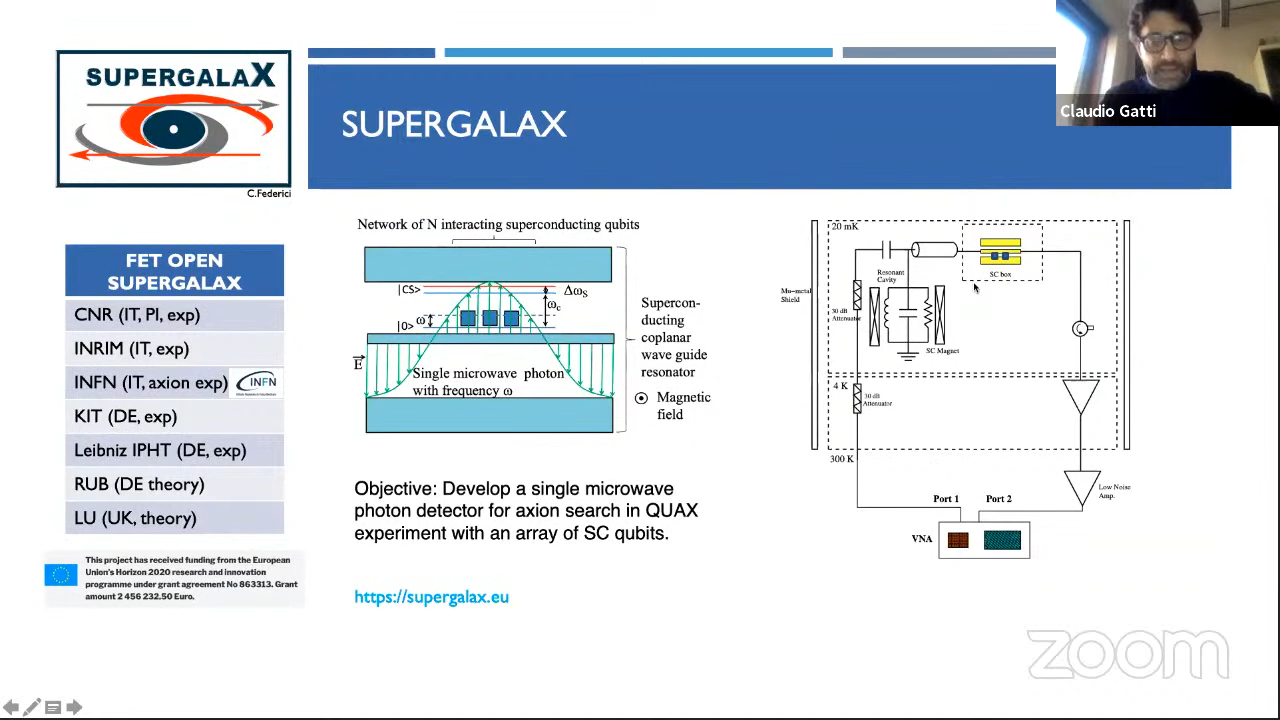 SUPERGALAX
C.Federici
SUPERGALAX
Claudio Gatti
FET OPEN
SUPERGALAX
CNR (IT, PI, exp)
INRIM (IT, exp)
INFN (IT, axion exp)
INFN
KIT (DE, exp)
Leibniz IPHT (DE, exp)
RUB (DE theory)
LU (UK, theory)
This project has received funding from the European
Union's Horizon 2020 research and innovation
programme under grant agreement No 863313. Grant
amount 2 456 232.50 Euro.
Network of N interacting superconducting qubits
|CS>
Δωs
ωc
ω
|0>
E
Single microwave photon
with frequency ω
Supercon-
ducting
coplanar
wave guide
resonator
Magnetic
field
Objective: Develop a single microwave
photon detector for axion search in QUAX
experiment with an array of SC qubits.
https://supergalax.eu
20 mK
Resonant
Cavity
SC box
Mu-metal
Shield
30 dB
Attenuator
SC Magnet
4 K
30 dB
Attenuator
300 K
Low Noise
Amp.
Port 1
Port 2
VNA
zoom